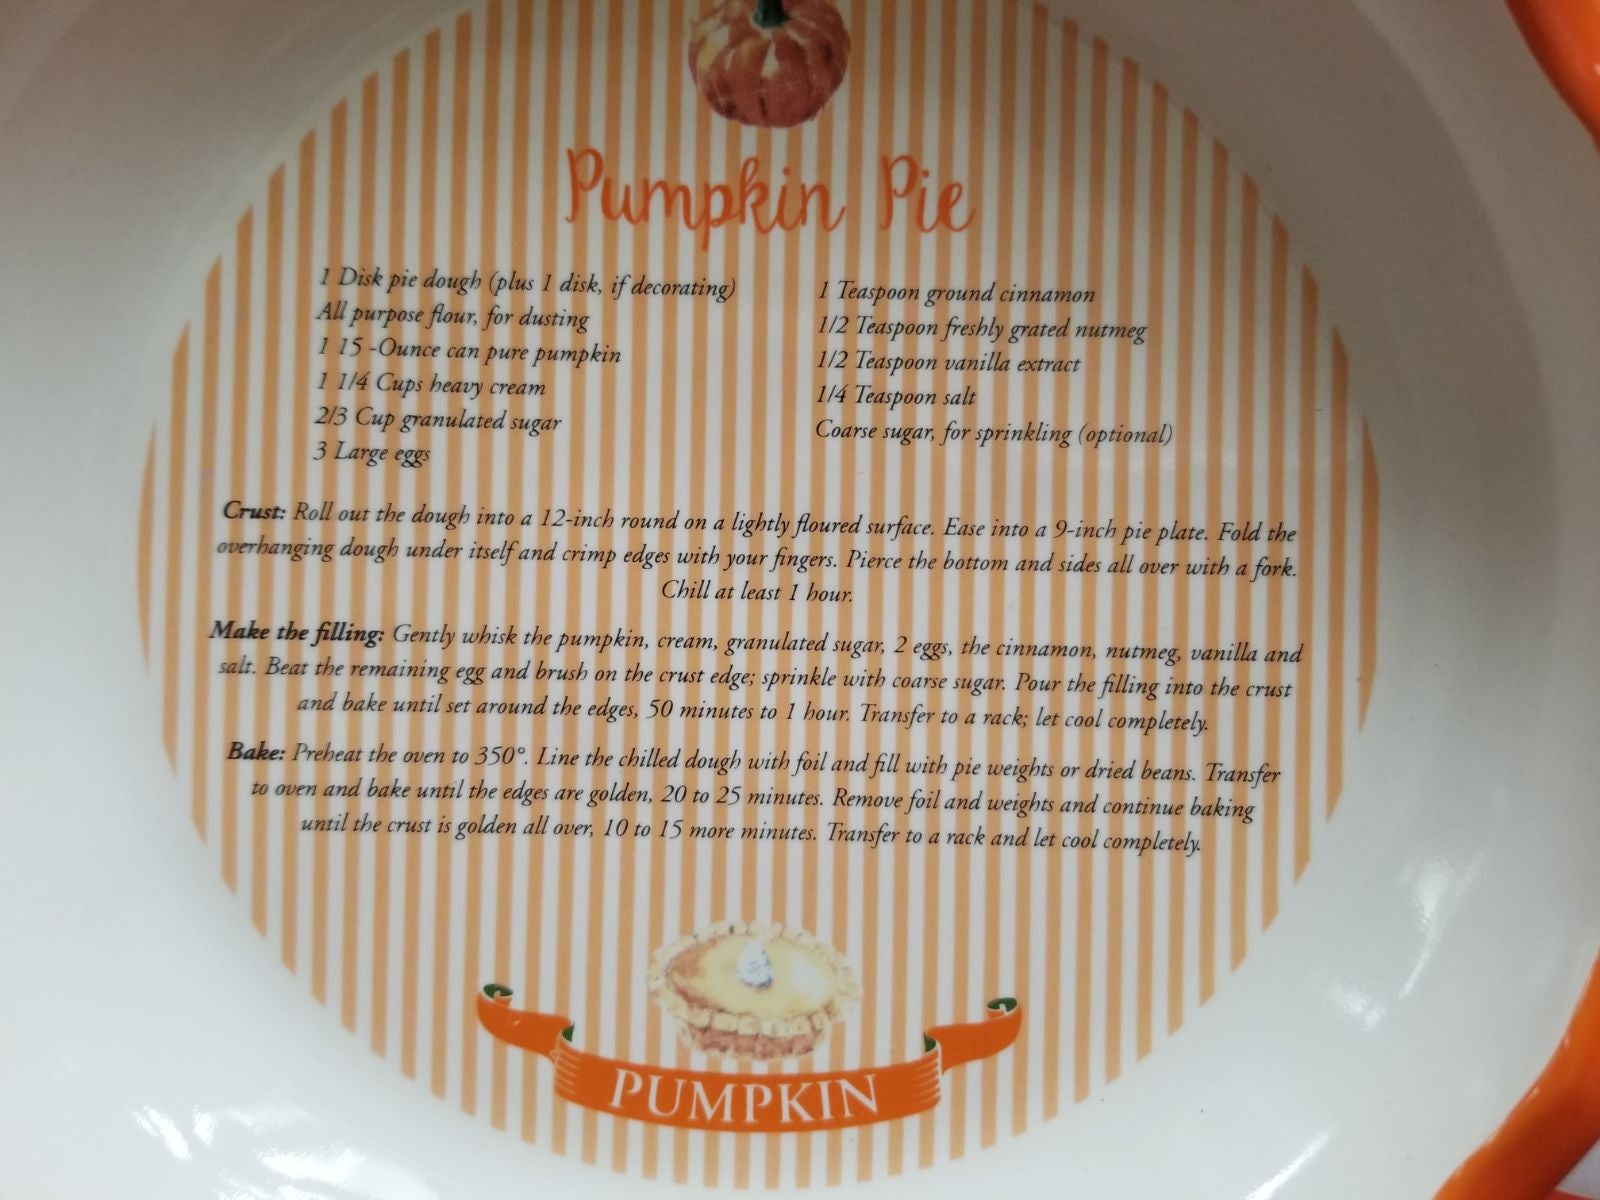 Pumpkin Pie
1 Disk pie dough (plus 1 disk, if decorating)
All purpose flour, for dusting
1 15 -Ounce can pure pumpkin
1 1/4 Cups heavy cream
2/3 Cup granulated sugar
3 Large eggs
1 Teaspoon ground cinnamon
1/2 Teaspoon freshly grated nutmeg
1/2 Teaspoon vanilla extract
1/4 Teaspoon salt
Coarse sugar, for sprinkling (optional)
Crust: Roll out the dough into a 12-inch round on a lightly floured surface. Ease into a 9-inch pie plate. Fold the
overhanging dough under itself and crimp edges with your fingers. Pierce the bottom and sides all over with a fork.
Chill at least 1 hour.
Make the filling: Gently whisk the pumpkin, cream, granulated sugar, 2 eggs, the cinnamon, nutmeg, vanilla and
salt. Beat the remaining egg and brush on the crust edge; sprinkle with coarse sugar. Pour the filling into the crust
and bake until set around the edges, 50 minutes to 1 hour. Transfer to a rack; let cool completely.
Bake: Preheat the oven to 350°. Line the chilled dough with foil and fill with pie weights or dried beans. Transfer
to oven and bake until the edges are golden, 20 to 25 minutes. Remove foil and weights and continue baking
until the crust is golden all over, 10 to 15 more minutes. Transfer to a rack and let cool completely.
PUMPKIN